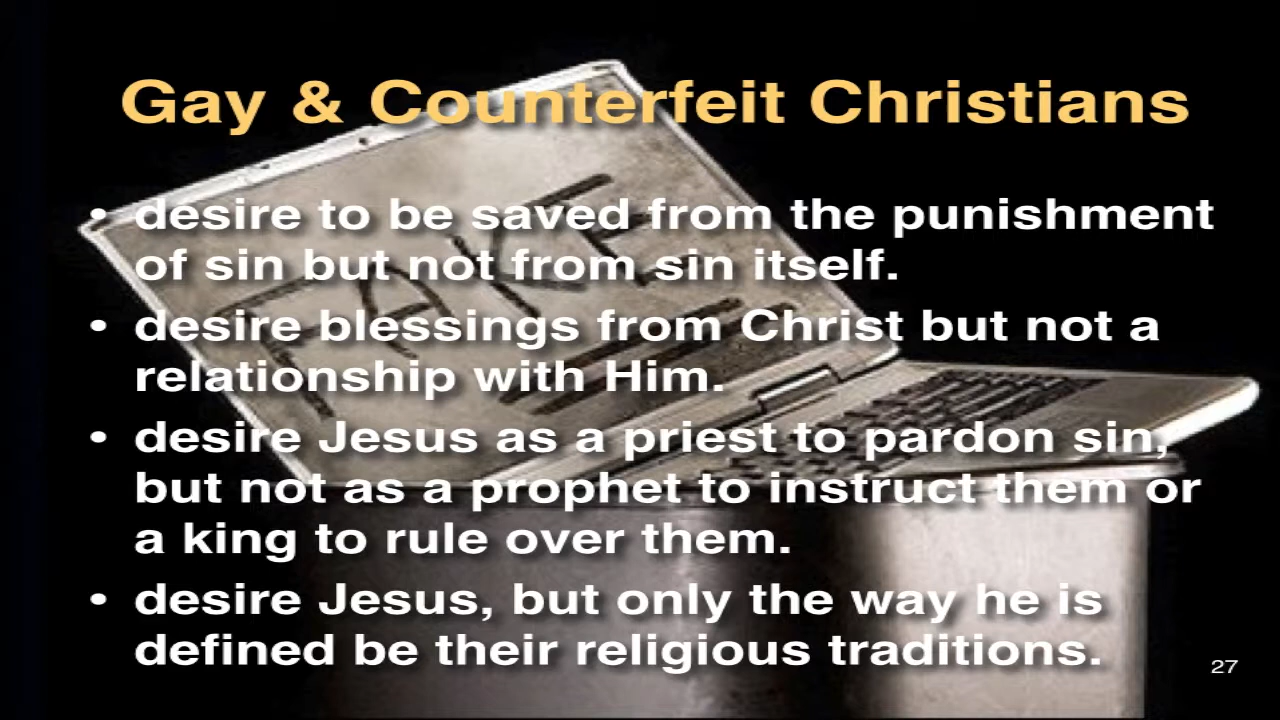 Gay & Counterfeit Christians
• desire to be saved from the punishment
of sin but not from sin itself.
FAKE
• desire blessings from Christ but not a
relationship with Him.
• desire Jesus as a priest to pardon sin,
but not as a prophet to instruct them or
a king to rule over them.
• desire Jesus, but only the way he is
defined be their religious traditions.
27